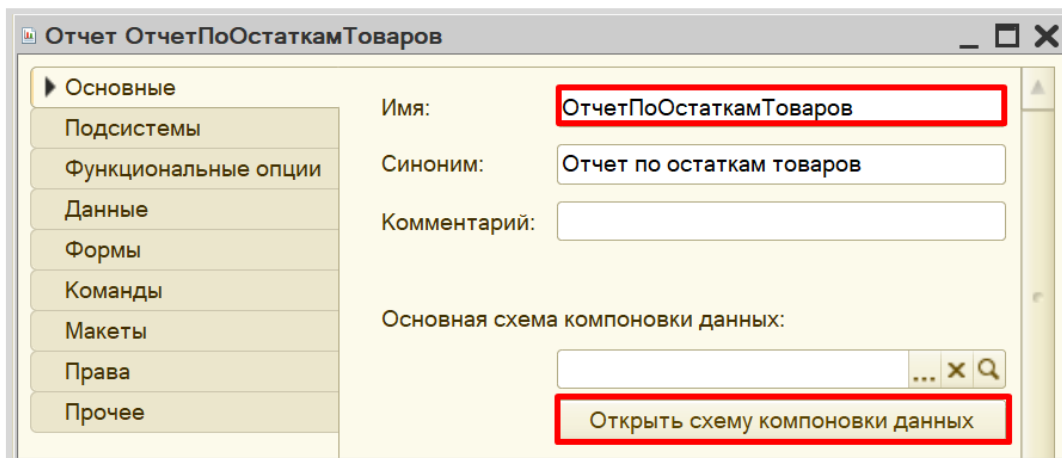 Отчет ОтчетПоОстаткамТоваров
Основные
Подсистемы
Функциональные опции
Данные
Формы
Команды
Макеты
Права
Прочее
Имя: ОтчетПоОстаткамТоваров
Синоним: Отчет по остаткам товаров
Комментарий:
Основная схема компоновки данных:
...
Открыть схему компоновки данных